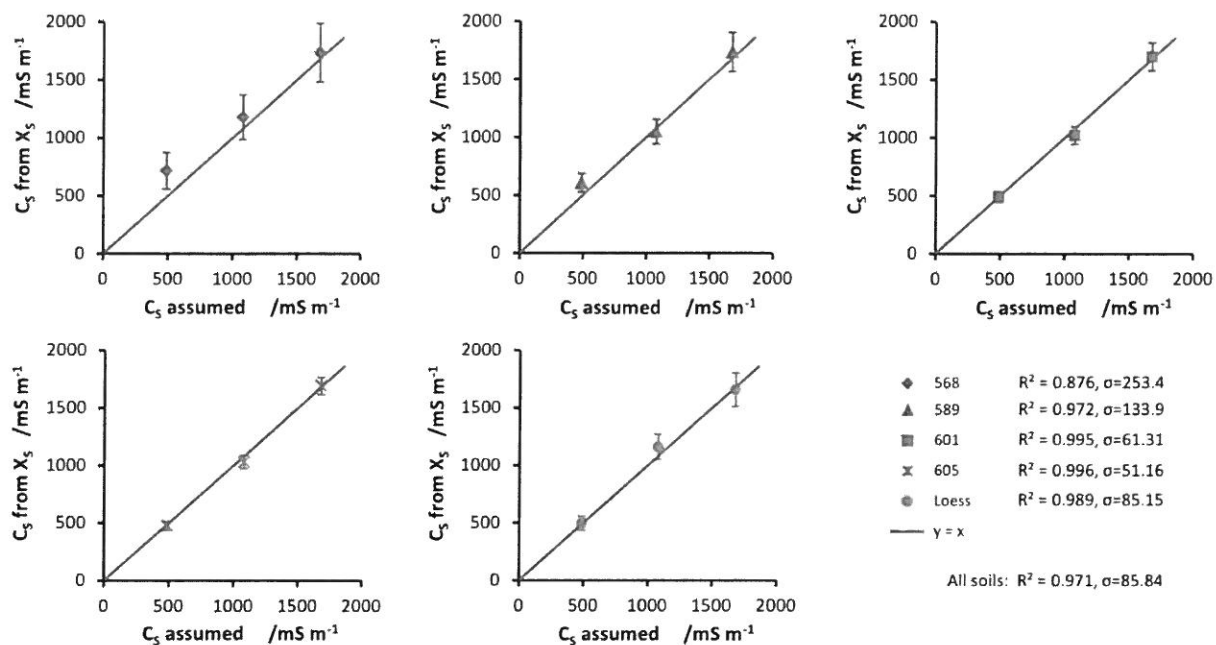 2000
1500
1000
500
0
C_s from X_s /mS m⁻¹
0 500 1000 1500 2000
C_s assumed /mS m⁻¹
2000
1500
1000
500
0
C_s from X_s /mS m⁻¹
0 500 1000 1500 2000
C_s assumed /mS m⁻¹
2000
1500
1000
500
0
C_s from X_s /mS m⁻¹
0 500 1000 1500 2000
C_s assumed /mS m⁻¹
2000
1500
1000
500
0
C_s from X_s /mS m⁻¹
0 500 1000 1500 2000
C_s assumed /mS m⁻¹
2000
1500
1000
500
0
C_s from X_s /mS m⁻¹
0 500 1000 1500 2000
C_s assumed /mS m⁻¹
568 R² = 0.876, σ=253.4
589 R² = 0.972, σ=133.9
601 R² = 0.995, σ=61.31
605 R² = 0.996, σ=51.16
Loess R² = 0.989, σ=85.15
y = x
All soils: R² = 0.971, σ=85.84